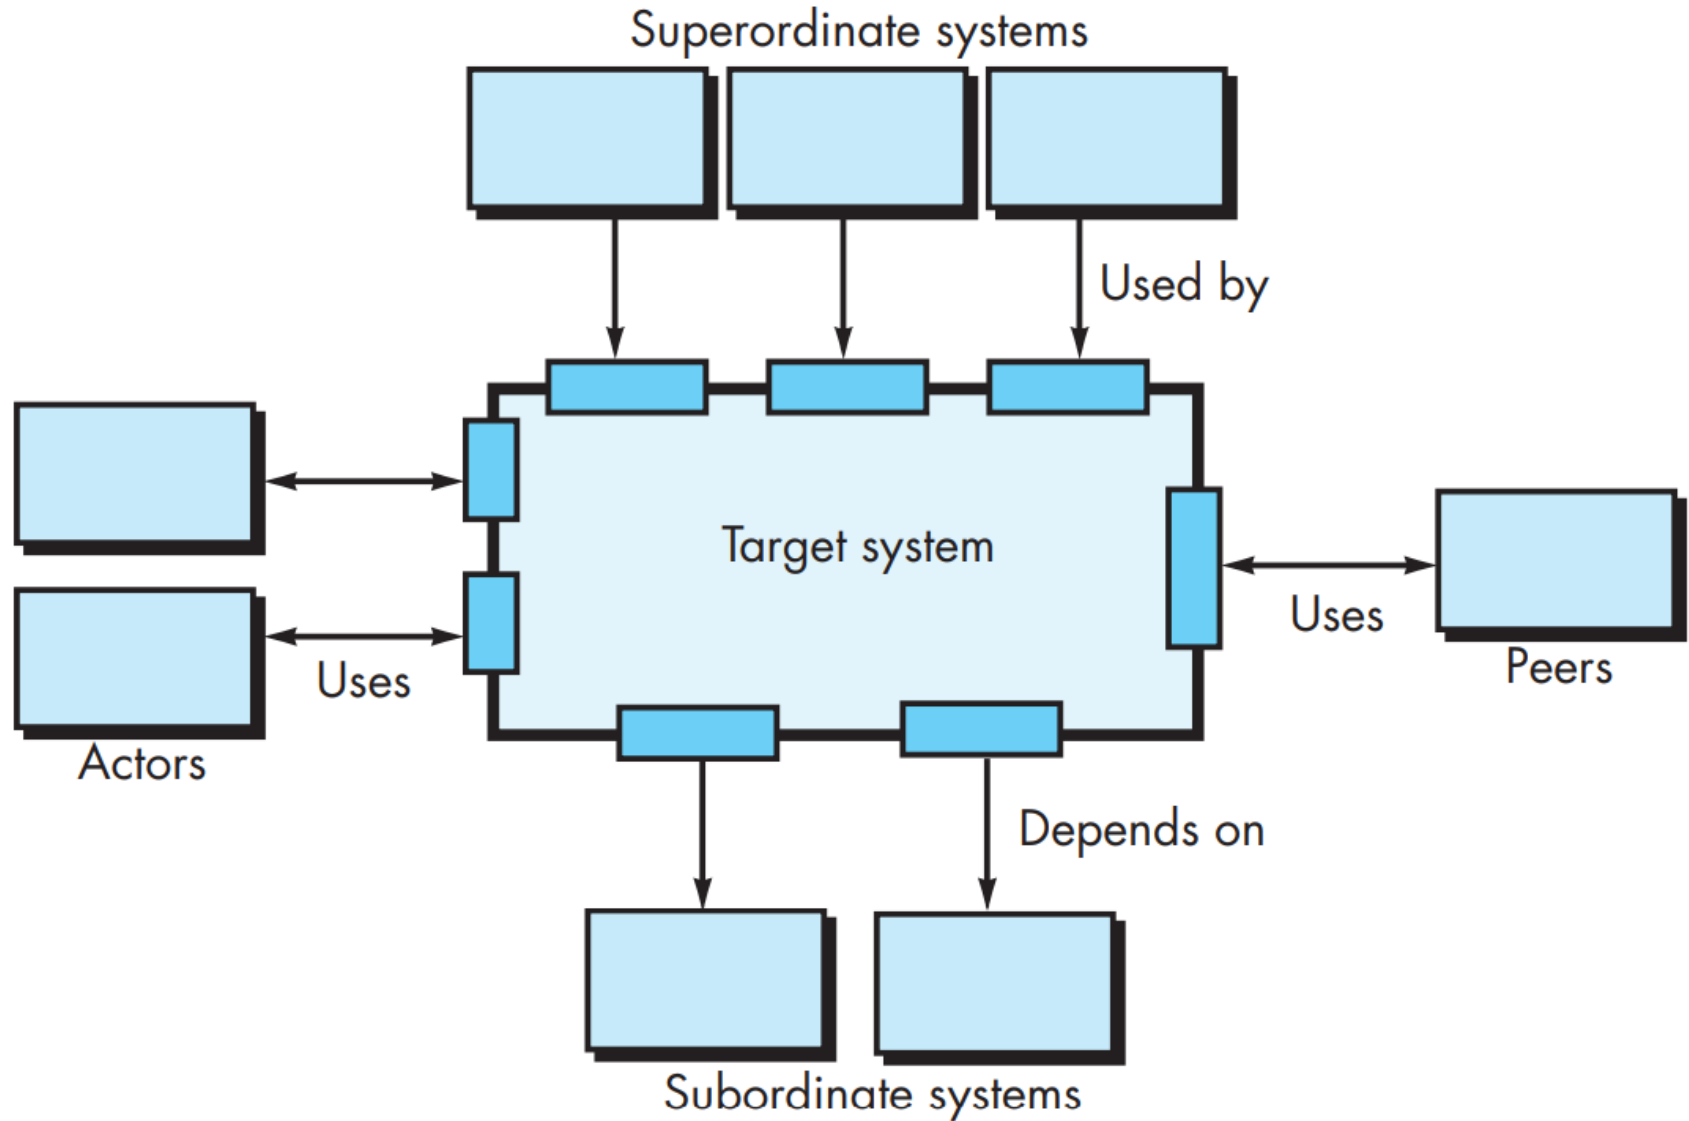 Superordinate systems
Used by
Target system
Uses
Peers
Uses
Actors
Depends on
Subordinate systems